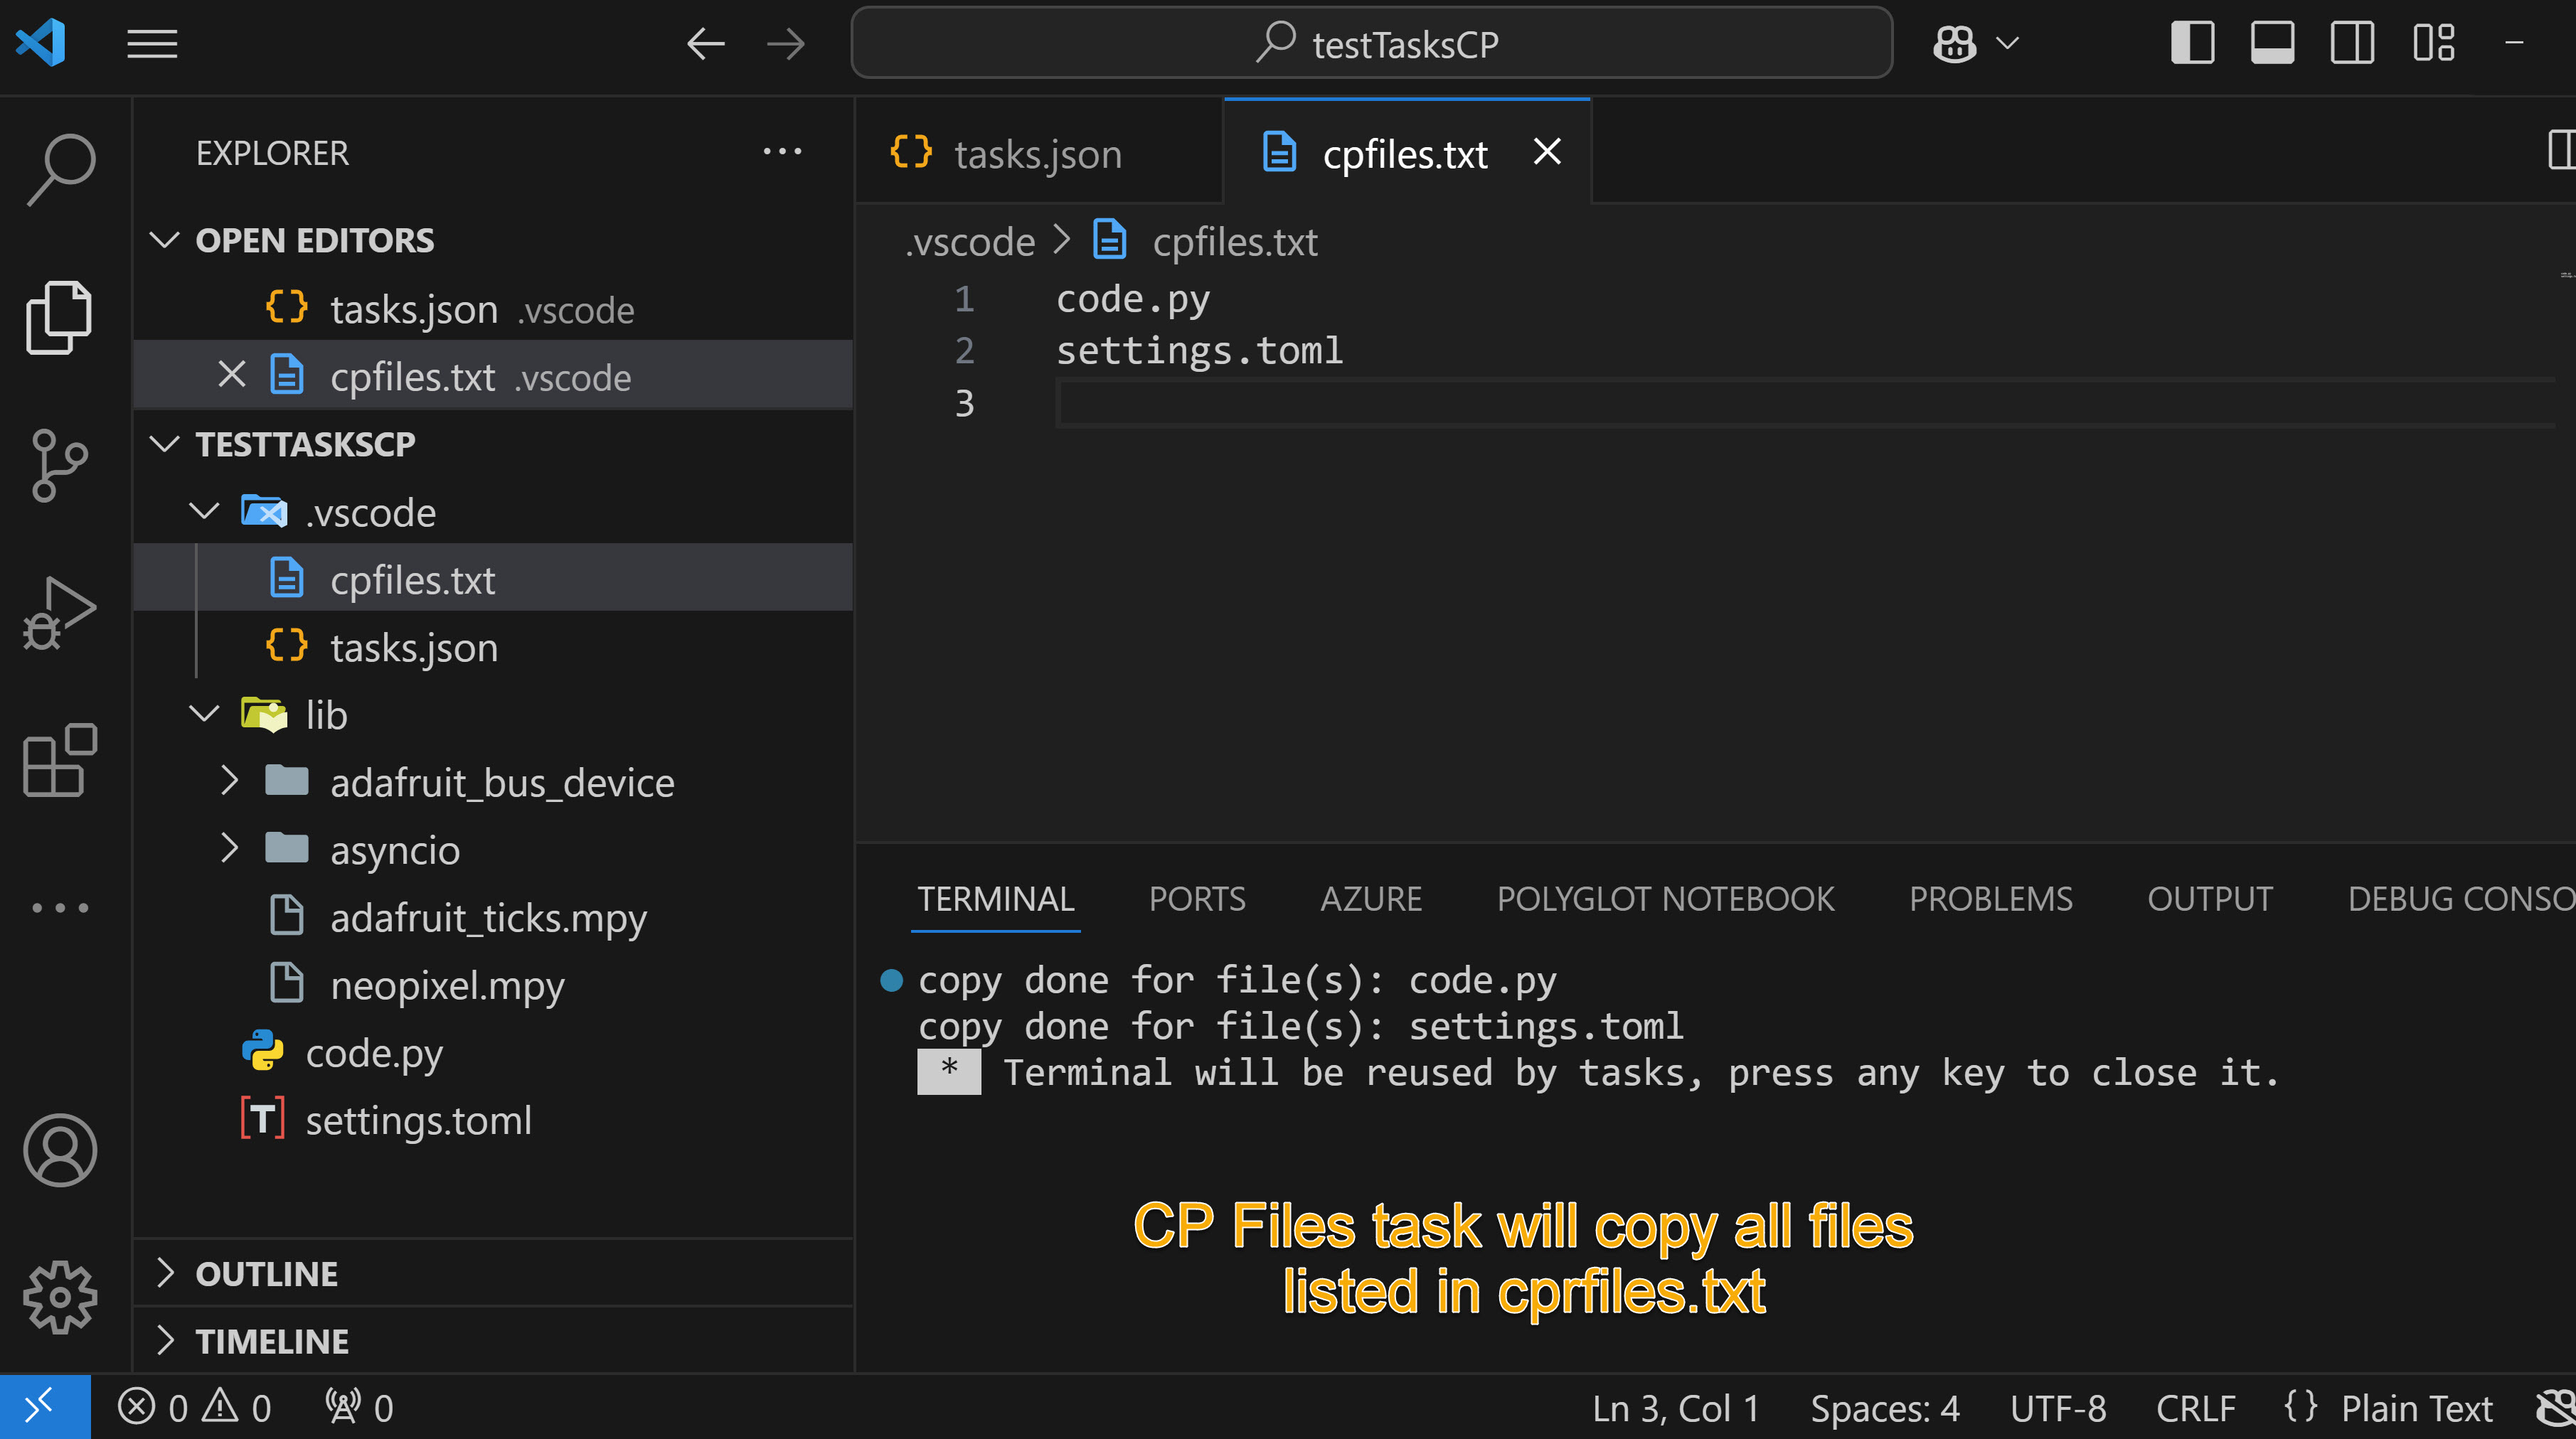 testTasksCP
EXPLORER
OPEN EDITORS
tasks.json .vscode
cpfiles.txt .vscode
TESTTASKSCP
.vscode
cpfiles.txt
tasks.json
lib
adafruit_bus_device
asyncio
adafruit_ticks.mpy
neopixel.mpy
code.py
settings.toml
OUTLINE
TIMELINE
tasks.json
cpfiles.txt
.vscode > cpfiles.txt
1 code.py
2 settings.toml
3
TERMINAL PORTS AZURE POLYGLOT NOTEBOOK PROBLEMS OUTPUT DEBUG CONSO
copy done for file(s): code.py
copy done for file(s): settings.toml
* Terminal will be reused by tasks, press any key to close it.
CP Files task will copy all files
listed in cprfiles.txt
0 0 0 Ln 3, Col 1 Spaces: 4 UTF-8 CRLF {} Plain Text